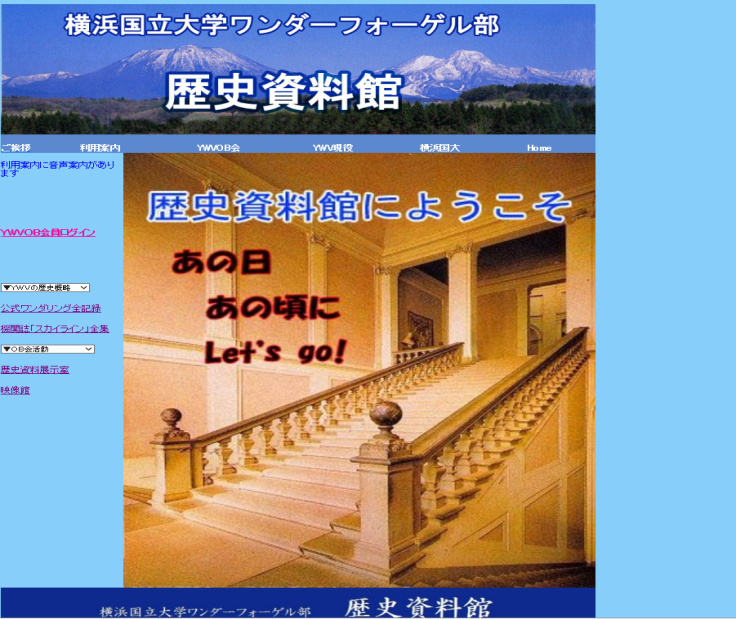 横浜国立大学ワンダーフォーゲル部
歴史資料館
ご挨拶 利用案内 YWVOB会 YWV現役 横浜国大 Home
利用案内に音声案内があり
ます
YWVOB会員ログイン
▼YWVの歴史概略
公式ワンダリング全記録
機関誌「スカイライン」全集
▼OB会活動
歴史資料展示室
映像館
歴史資料館にようこそ
あの日
あの頃に
Let's go!
横浜国立大学ワンダーフォーゲル部 歴史資料館